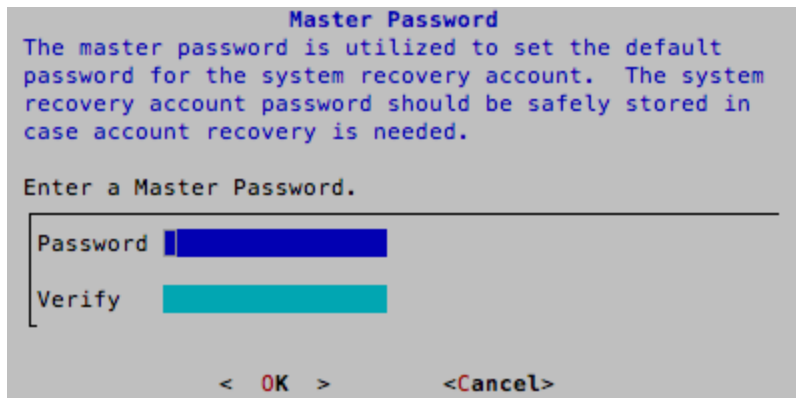 Master Password
The master password is utilized to set the default
password for the system recovery account.  The system
recovery account password should be safely stored in
case account recovery is needed.
Enter a Master Password.
Password
Verify
<  OK  >        <Cancel>